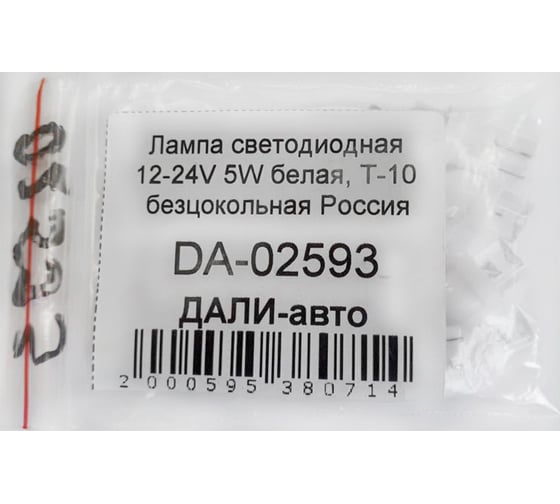 Лампа светодиодная
12-24V 5W белая, Т-10
безцокольная Россия
DA-02593
ДАЛИ-авто
2 000595 380714